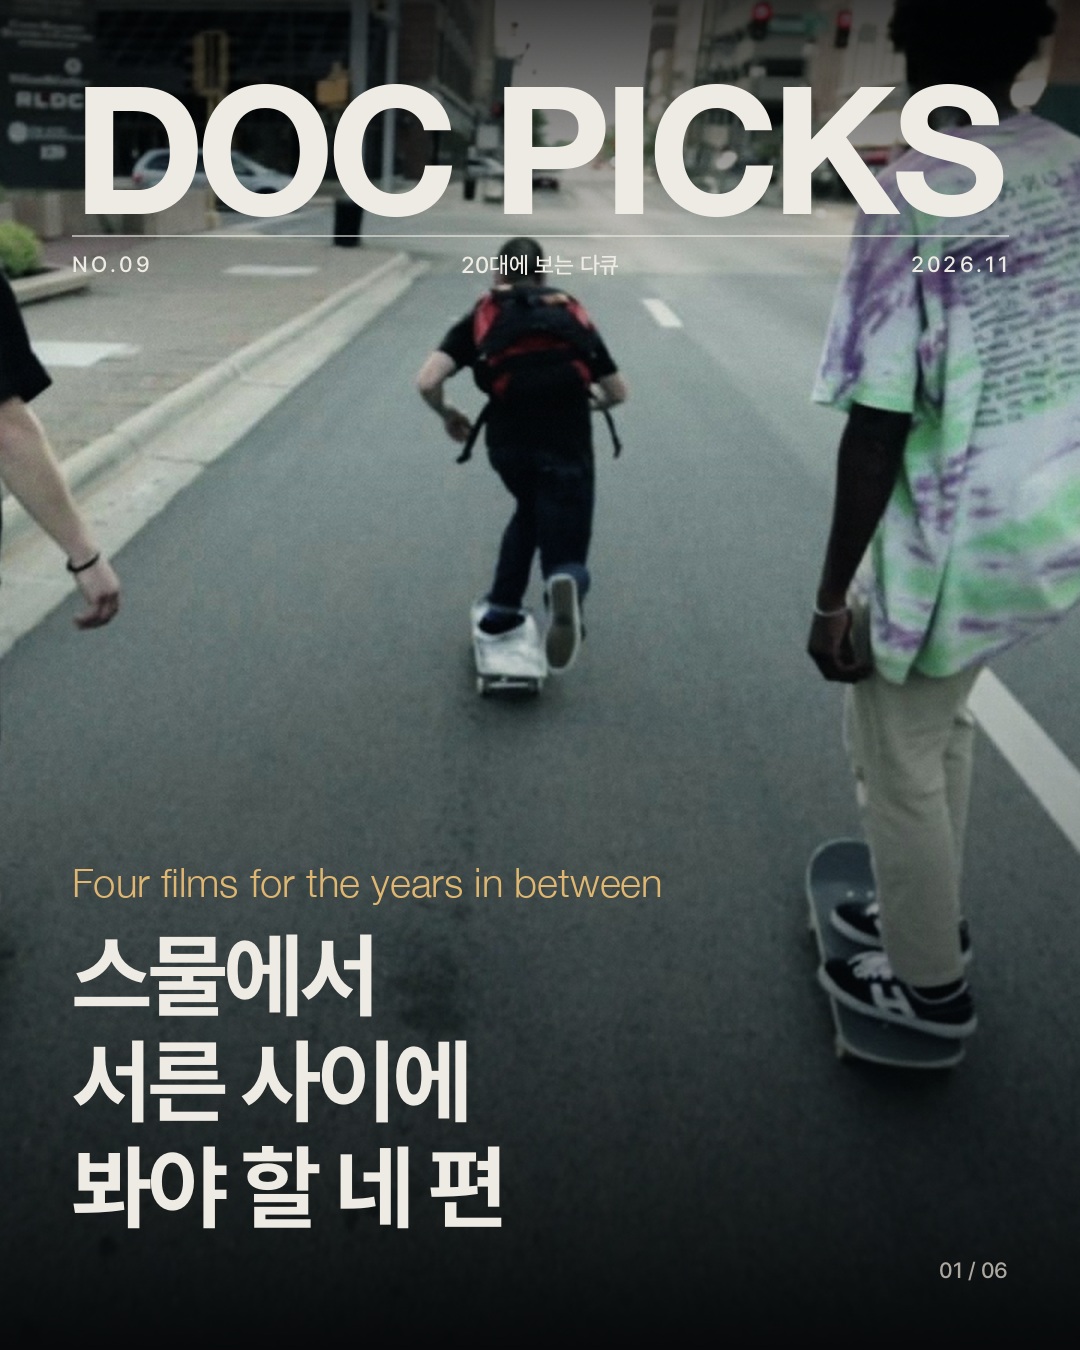 DOC PICKS
NO.09
20대에 보는 다큐
2026.11
RLDC
Four films for the years in between
스물에서
서른 사이에
봐야 할 네 편
01 / 06